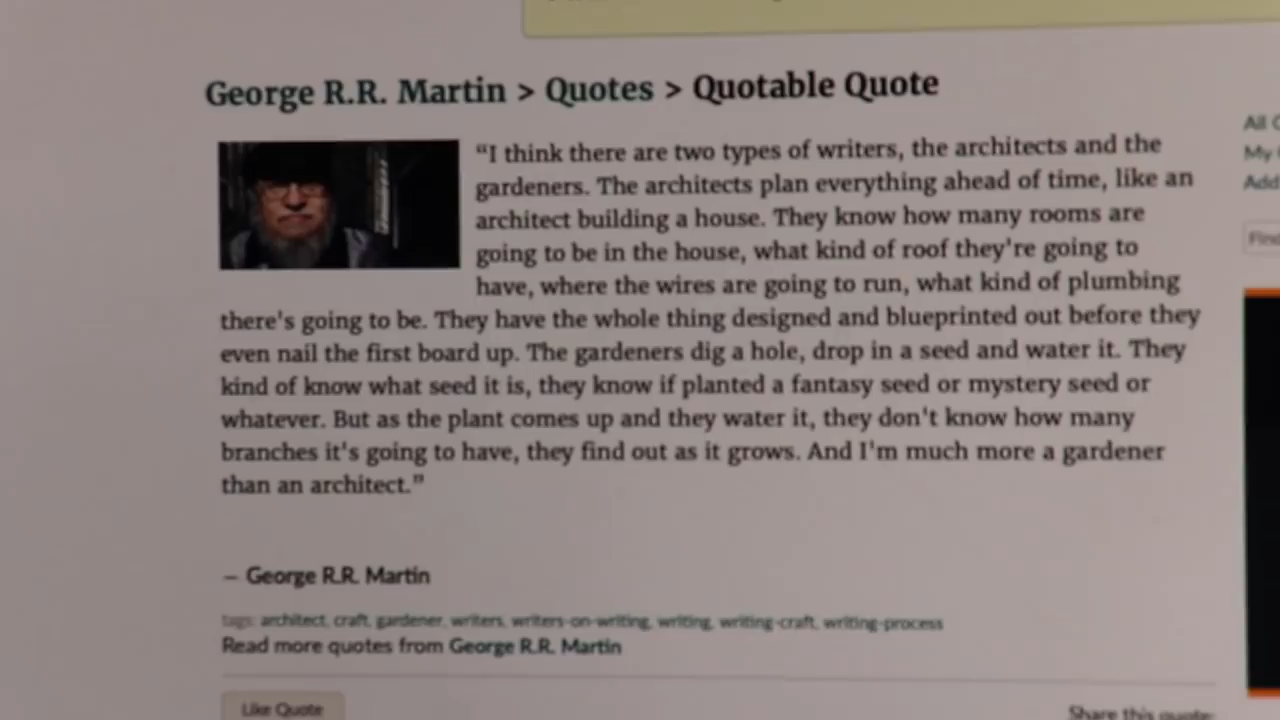 George R.R. Martin > Quotes > Quotable Quote
“I think there are two types of writers, the architects and the
gardeners. The architects plan everything ahead of time, like an
architect building a house. They know how many rooms are
going to be in the house, what kind of roof they're going to
have, where the wires are going to run, what kind of plumbing
there's going to be. They have the whole thing designed and blueprinted out before they
even nail the first board up. The gardeners dig a hole, drop in a seed and water it. They
kind of know what seed it is, they know if planted a fantasy seed or mystery seed or
whatever. But as the plant comes up and they water it, they don't know how many
branches it's going to have, they find out as it grows. And I'm much more a gardener
than an architect.”
— George R.R. Martin
tags: architect, craft, gardener, writers, writers-on-writing, writing, writing-craft, writing-process
Read more quotes from George R.R. Martin
Like Quote
Share this quote:
All
My
Add